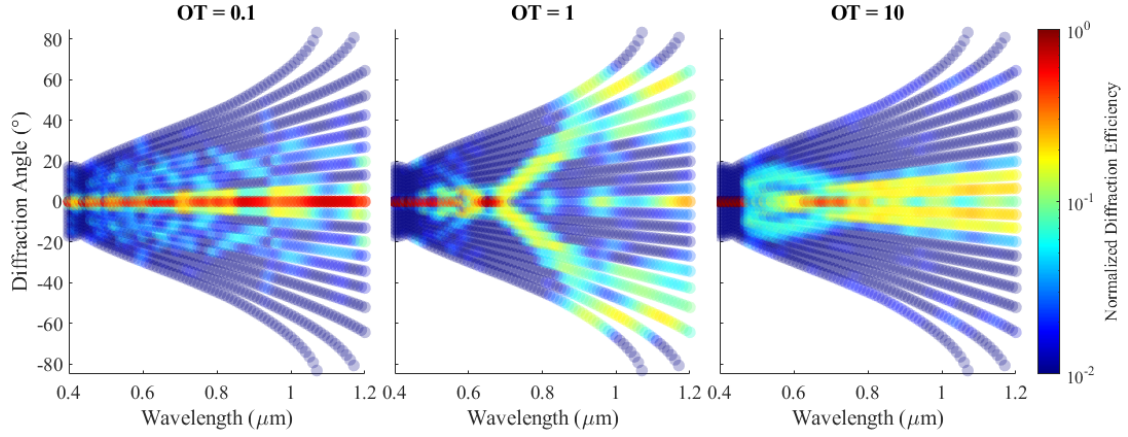 OT = 0.1
OT = 1
OT = 10
Diffraction Angle (°)
80
60
40
20
0
-20
-40
-60
-80
0.4 0.6 0.8 1 1.2
0.4 0.6 0.8 1 1.2
0.4 0.6 0.8 1 1.2
Wavelength (μm)
Wavelength (μm)
Wavelength (μm)
10^0
10^-1
10^-2
Normalized Diffraction Efficiency